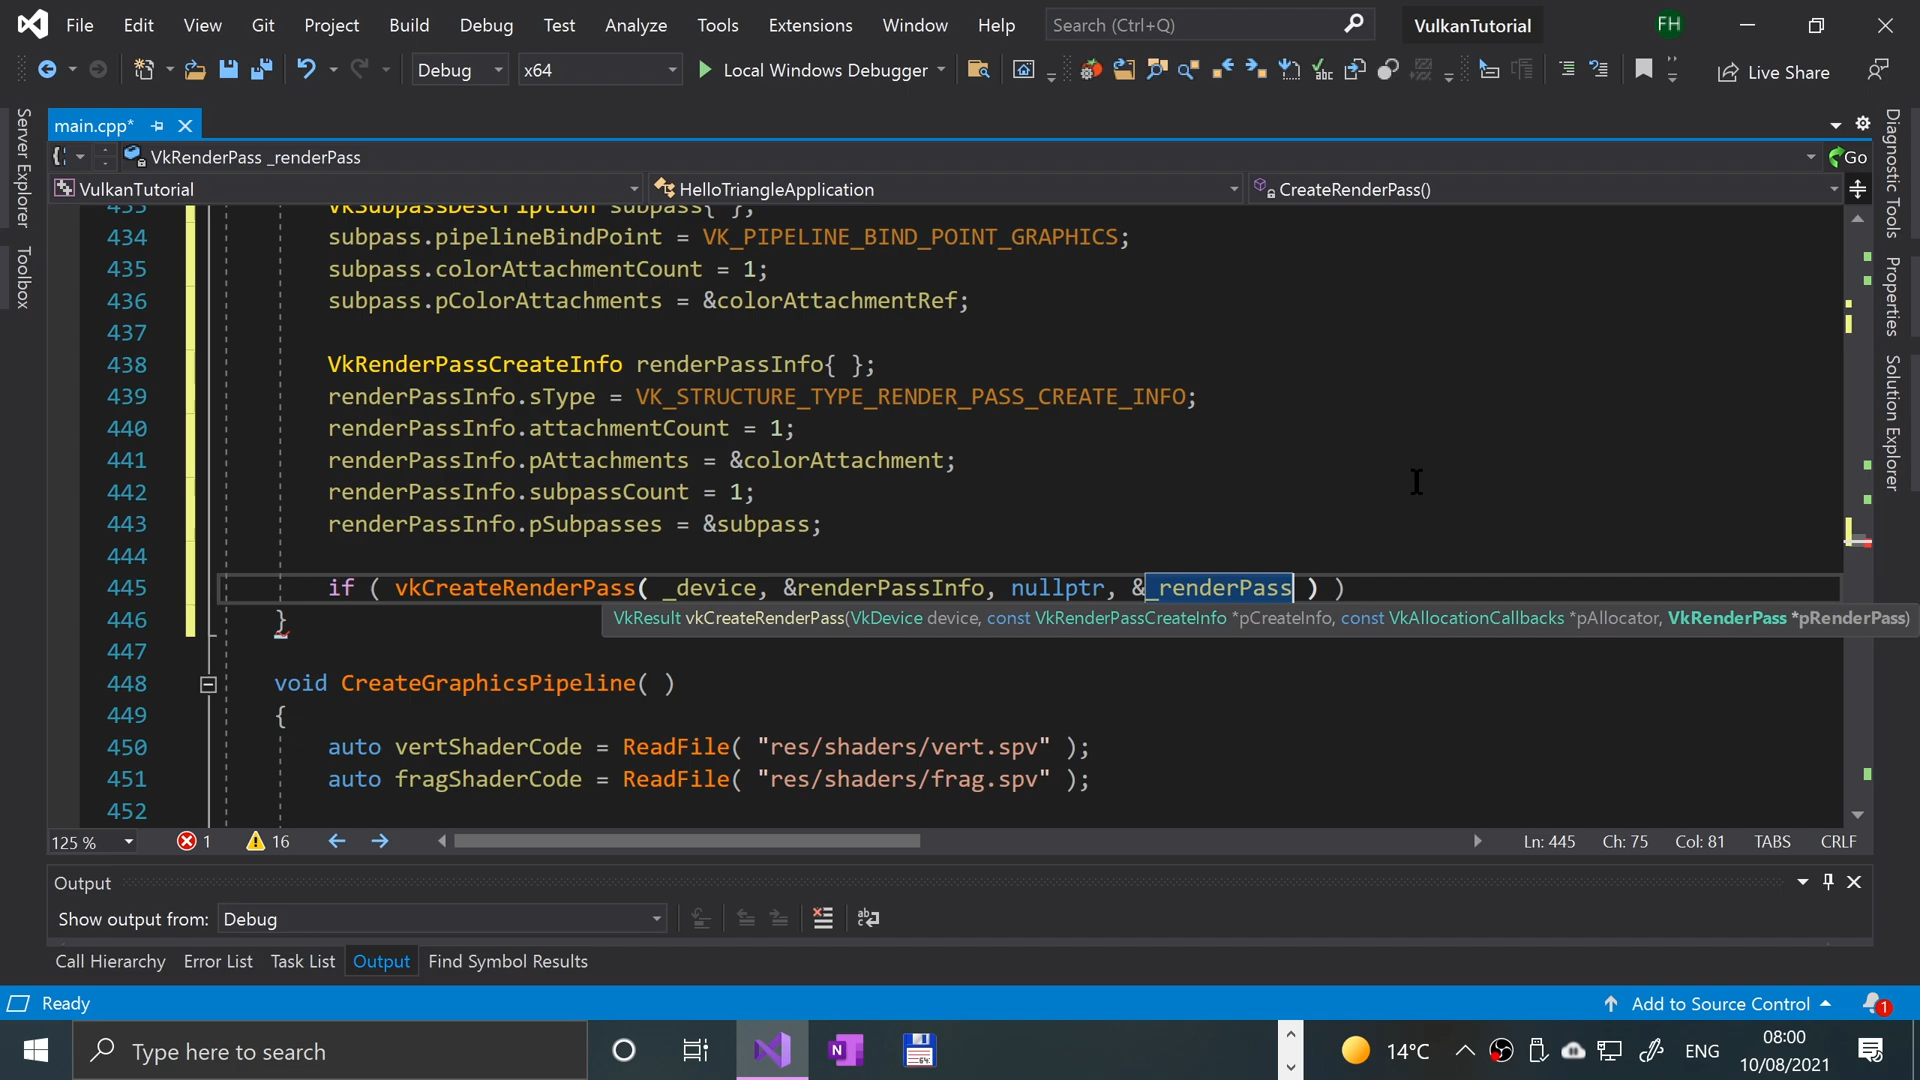 File Edit View Git Project Build Debug Test Analyze Tools Extensions Window Help Search (Ctrl+Q) VulkanTutorial FH
Debug x64 Local Windows Debugger Live Share
main.cpp*
VkRenderPass _renderPass Go
VulkanTutorial HelloTriangleApplication CreateRenderPass()
433 VkSubpassDescription subpass{ };
434 subpass.pipelineBindPoint = VK_PIPELINE_BIND_POINT_GRAPHICS;
435 subpass.colorAttachmentCount = 1;
436 subpass.pColorAttachments = &colorAttachmentRef;
437
438 VkRenderPassCreateInfo renderPassInfo{ };
439 renderPassInfo.sType = VK_STRUCTURE_TYPE_RENDER_PASS_CREATE_INFO;
440 renderPassInfo.attachmentCount = 1;
441 renderPassInfo.pAttachments = &colorAttachment;
442 renderPassInfo.subpassCount = 1;
443 renderPassInfo.pSubpasses = &subpass;
444
445 if ( vkCreateRenderPass( _device, &renderPassInfo, nullptr, &_renderPass ) )
446 }
VkResult vkCreateRenderPass(VkDevice device, const VkRenderPassCreateInfo *pCreateInfo, const VkAllocationCallbacks *pAllocator, VkRenderPass *pRenderPass)
447
448 void CreateGraphicsPipeline( )
449 {
450 auto vertShaderCode = ReadFile( "res/shaders/vert.spv" );
451 auto fragShaderCode = ReadFile( "res/shaders/frag.spv" );
452
125 % 1 16 Ln: 445 Ch: 75 Col: 81 TABS CRLF
Output
Show output from: Debug
Call Hierarchy Error List Task List Output Find Symbol Results
Ready Add to Source Control 1
Type here to search 14°C ENG 08:00
10/08/2021
Server Explorer
Toolbox
Diagnostic Tools
Properties
Solution Explorer